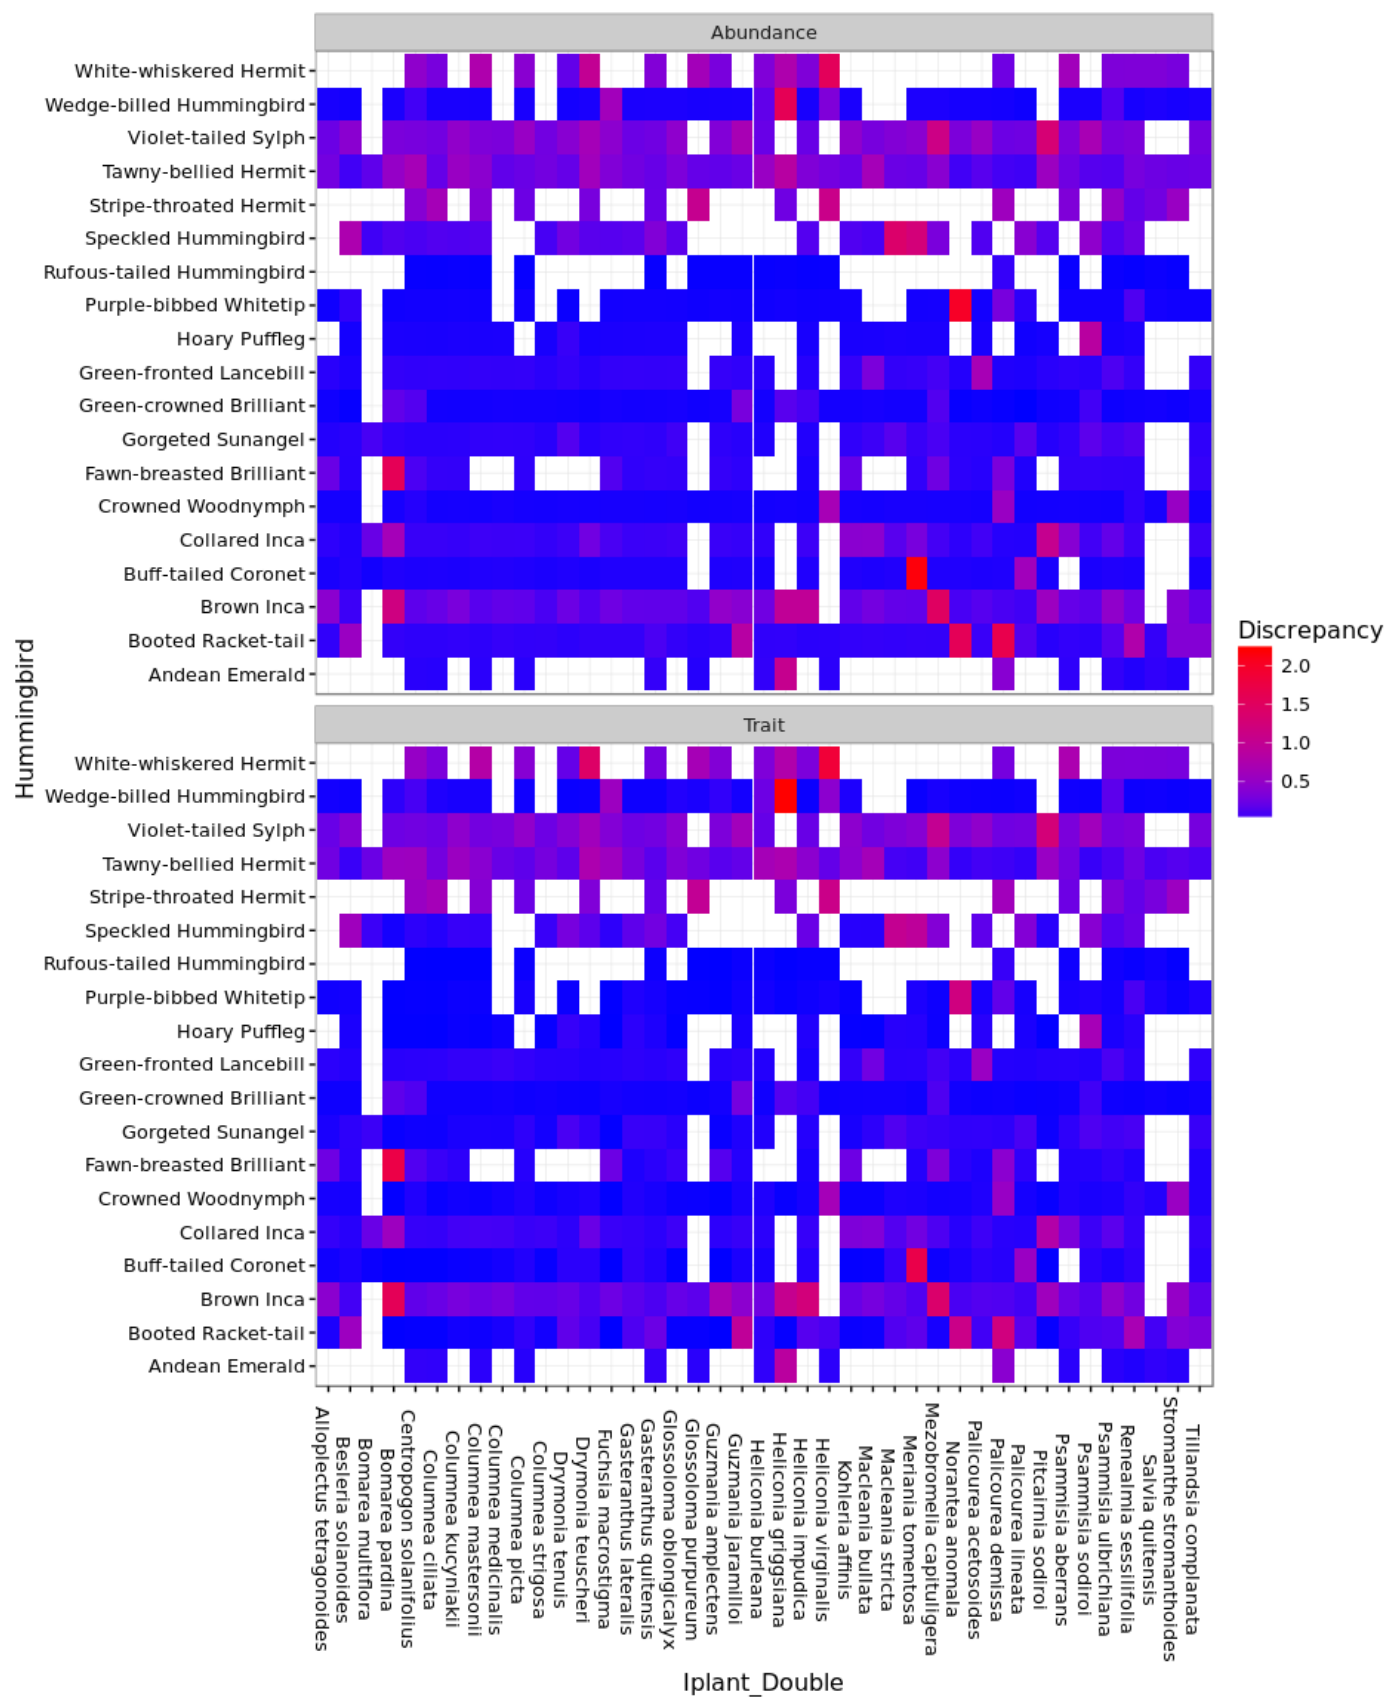 Abundance
White-whiskered Hermit
Wedge-billed Hummingbird
Violet-tailed Sylph
Tawny-bellied Hermit
Stripe-throated Hermit
Speckled Hummingbird
Rufous-tailed Hummingbird
Purple-bibbed Whitetip
Hoary Puffleg
Green-fronted Lancebill
Green-crowned Brilliant
Gorgeted Sunangel
Fawn-breasted Brilliant
Crowned Woodnymph
Collared Inca
Buff-tailed Coronet
Brown Inca
Booted Racket-tail
Andean Emerald
Hummingbird
Trait
White-whiskered Hermit
Wedge-billed Hummingbird
Violet-tailed Sylph
Tawny-bellied Hermit
Stripe-throated Hermit
Speckled Hummingbird
Rufous-tailed Hummingbird
Purple-bibbed Whitetip
Hoary Puffleg
Green-fronted Lancebill
Green-crowned Brilliant
Gorgeted Sunangel
Fawn-breasted Brilliant
Crowned Woodnymph
Collared Inca
Buff-tailed Coronet
Brown Inca
Booted Racket-tail
Andean Emerald
Discrepancy
2.0
1.5
1.0
0.5
Alloplectus tetragonoides
Besleria solanoides
Bomarea multiflora
Bomarea pardina
Centropogon solanifolius
Columnea ciliata
Columnea kucyniakii
Columnea mastersonii
Columnea medicinalis
Columnea picta
Columnea strigosa
Drymonia tenuis
Drymonia teuscheri
Fuchsia macrostigma
Gasteranthus lateralis
Gasteranthus quitensis
Glossoloma oblongicalyx
Glossoloma purpureum
Guzmania amplectens
Guzmania jaramilloi
Heliconia burleana
Heliconia griggsiana
Heliconia impudica
Heliconia virginalis
Kohleria affinis
Macleania bullata
Macleania stricta
Meriania tomentosa
Mezobromelia capituligera
Norantea anomala
Palicourea acetosoides
Palicourea demissa
Palicourea lineata
Pitcairnia sodiroi
Psammisia aberrans
Psammisia sodiroi
Psammisia ulbrichiana
Renealmia sessilifolia
Salvia quitensis
Stromanthe stromanthoides
Tillandsia complanata
Iplant_Double